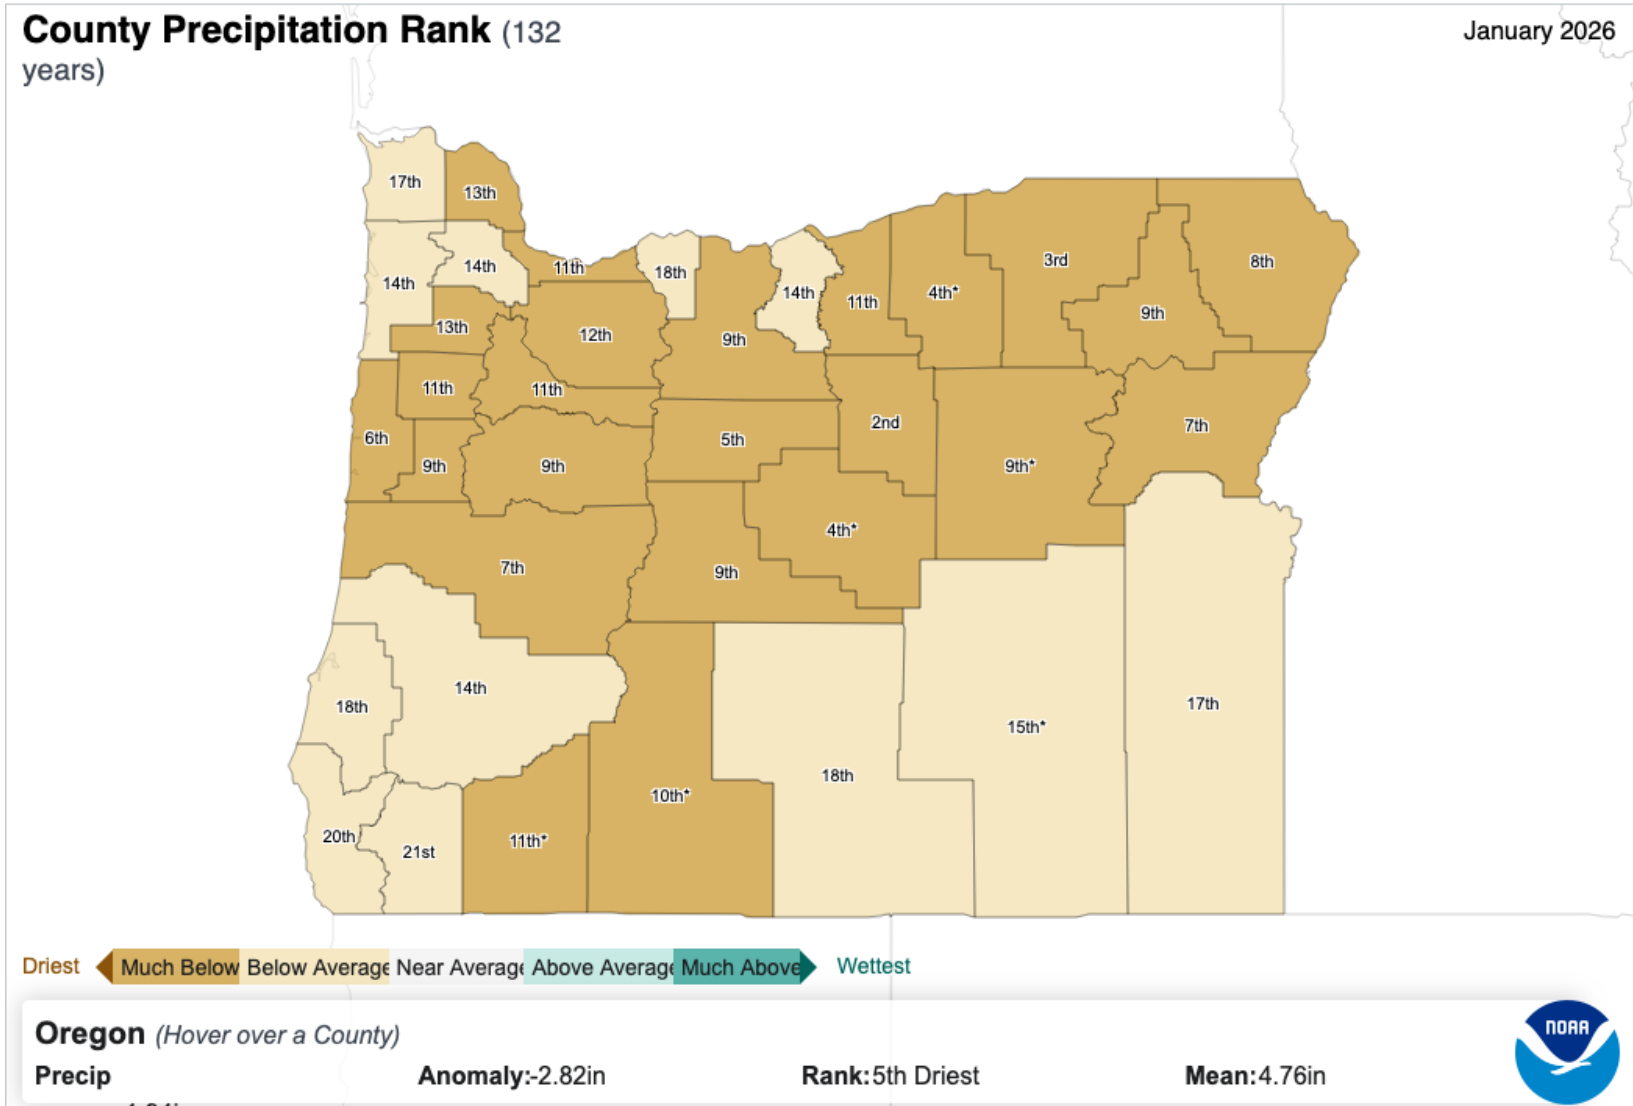 County Precipitation Rank (132
years)
January 2026
17th
13th
14th
14th
11th
18th
14th
11th
4th*
3rd
9th
8th
13th
12th
9th
11th
11th
6th
9th
9th
5th
2nd
9th*
7th
4th*
7th
9th
14th
18th
17th
15th*
18th
10th*
20th
21st
11th*
Driest
Much Below
Below Average
Near Average
Above Average
Much Above
Wettest
Oregon (Hover over a County)
Precip
Anomaly:-2.82in
Rank:5th Driest
Mean:4.76in
NOAA